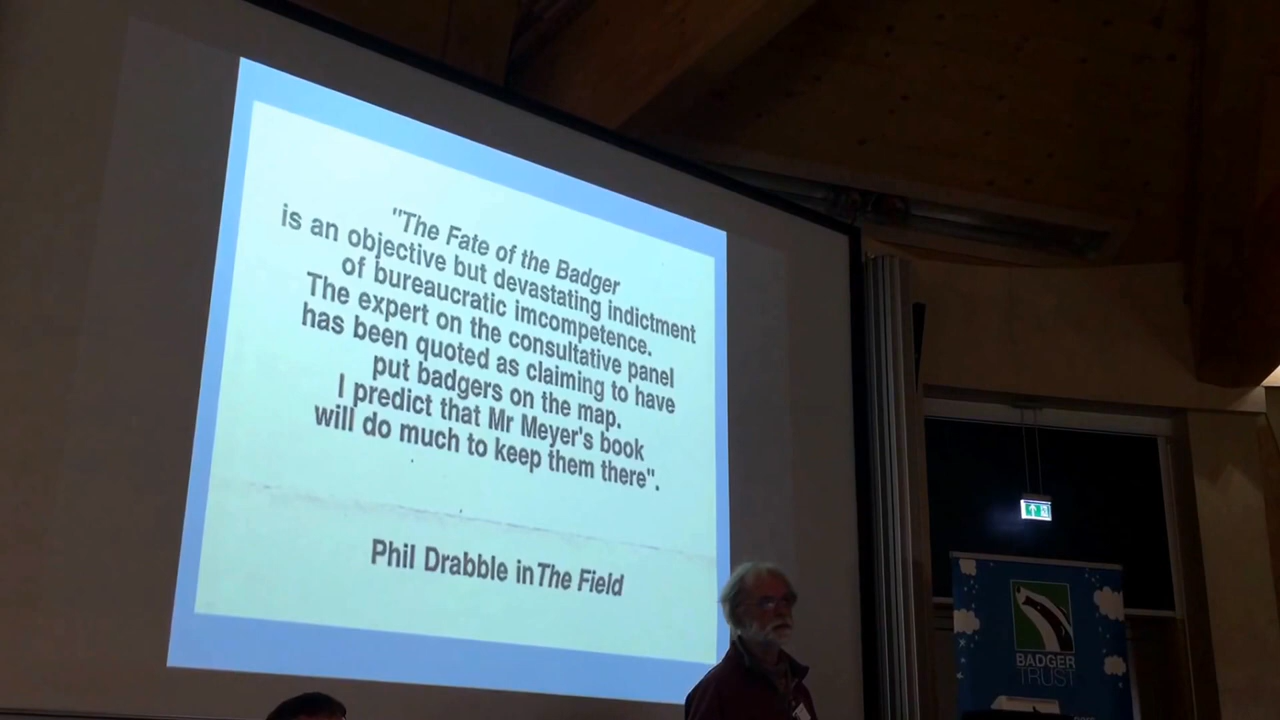 "The Fate of the Badger
is an objective but devastating indictment
of bureaucratic imcompetence.
The expert on the consultative panel
has been quoted as claiming to have
put badgers on the map.
I predict that Mr Meyer's book
will do much to keep them there".
Phil Drabble in The Field
BADGER
TRUST